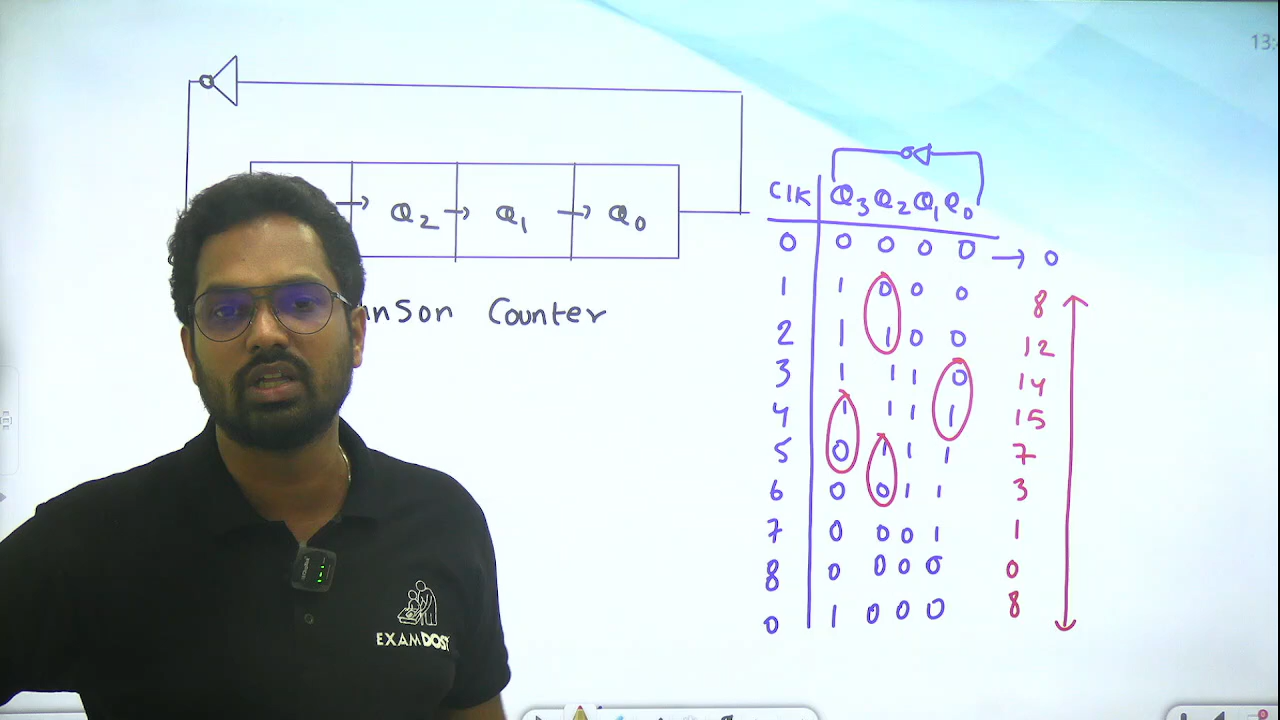 13:
Q2 Q1 Q0
nson Counter
Clk Q3 Q2 Q1 Q0
0 0 0 0 0 → 0
1 1 0 0 0 8
2 1 1 0 0 12
3 1 1 1 0 14
4 1 1 1 1 15
5 0 1 1 1 7
6 0 0 1 1 3
7 0 0 0 1 1
8 0 0 0 0 0
0 1 0 0 0 8
EXAMDOST